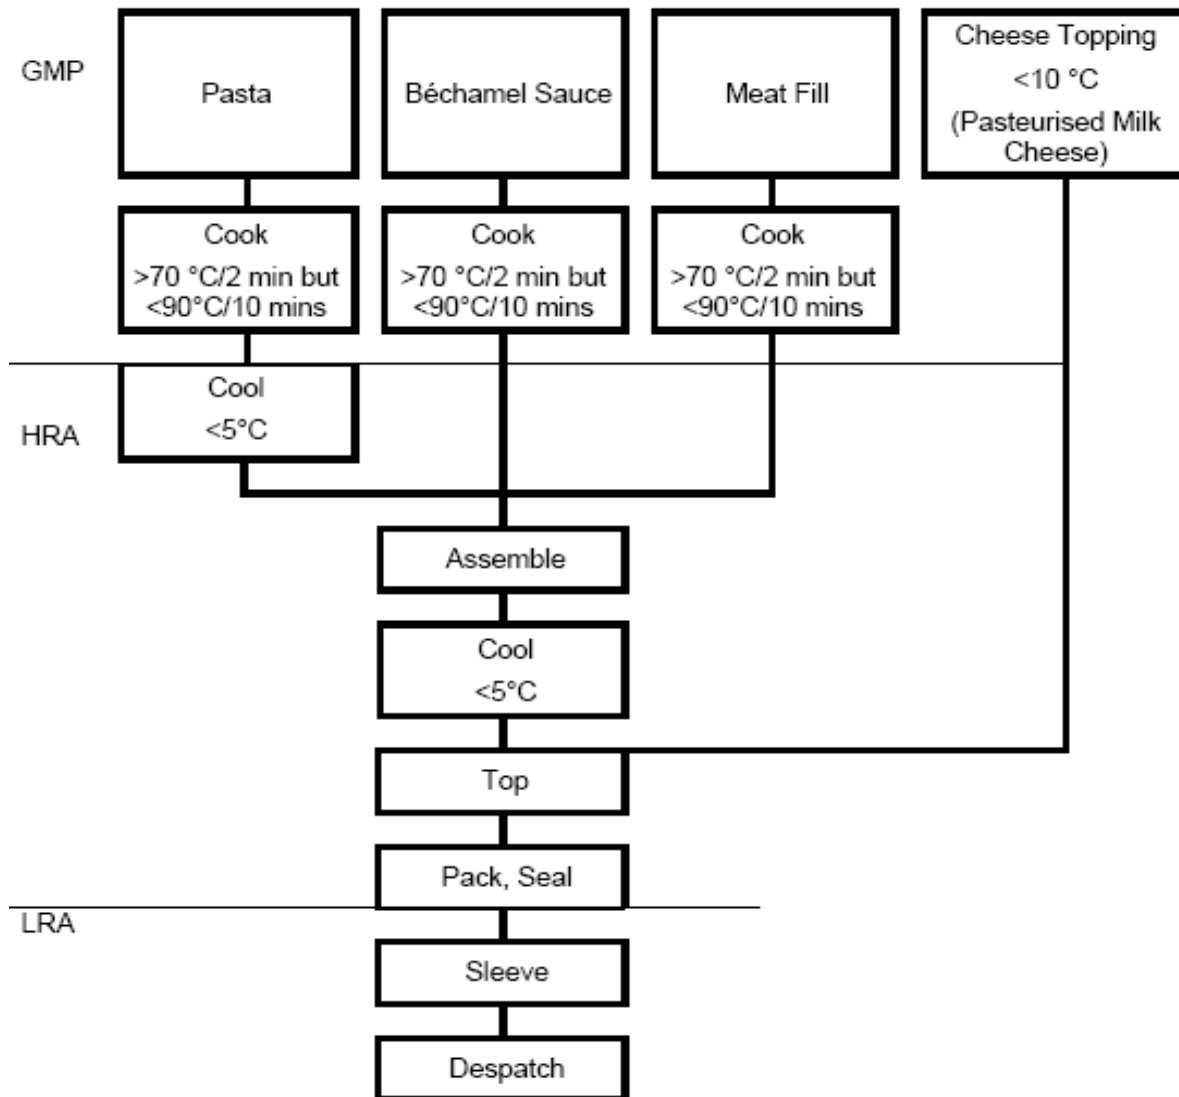 GMP
Pasta
Béchamel Sauce
Meat Fill
Cheese Topping
<10 °C
(Pasteurised Milk
Cheese)
Cook
>70 °C/2 min but
<90°C/10 mins
Cook
>70 °C/2 min but
<90°C/10 mins
Cook
>70 °C/2 min but
<90°C/10 mins
HRA
Cool
<5°C
Assemble
Cool
<5°C
Top
Pack, Seal
LRA
Sleeve
Despatch